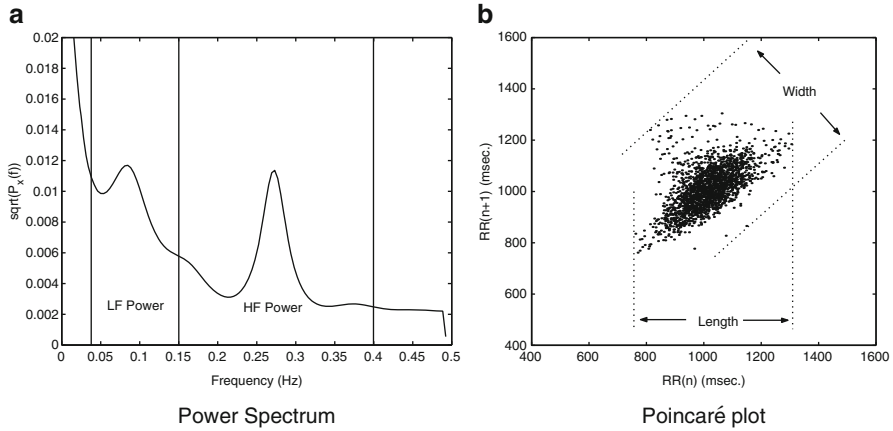 a
0.02
0.018
0.016
0.014
0.012
0.01
0.008
0.006
0.004
0.002
0
sqrt(Px(f))
LF Power
HF Power
0 0.05 0.1 0.15 0.2 0.25 0.3 0.35 0.4 0.45 0.5
Frequency (Hz)
Power Spectrum
b
1600
1400
1200
1000
800
600
400
RR(n+1) (msec.)
Width
Length
400 600 800 1000 1200 1400 1600
RR(n) (msec.)
Poincaré plot